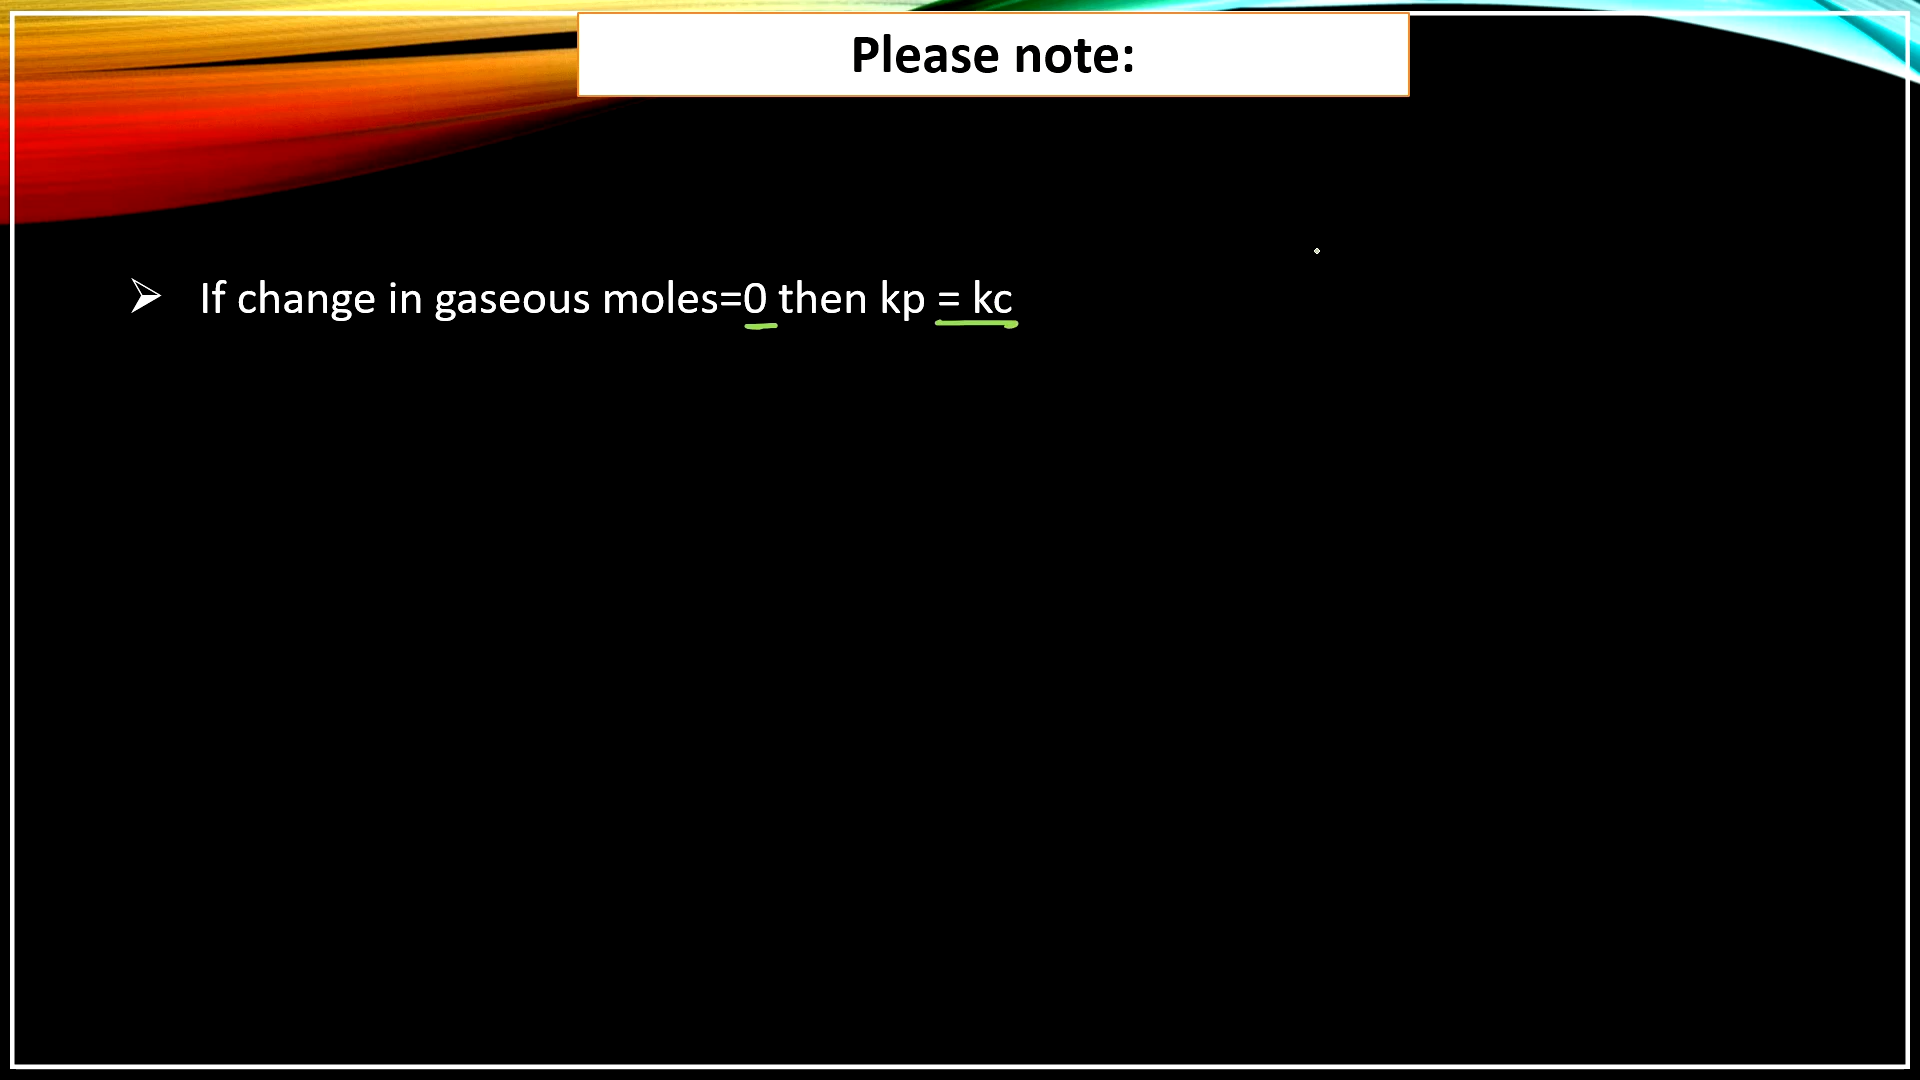 Please note:
➢ If change in gaseous moles=0 then kp = kc